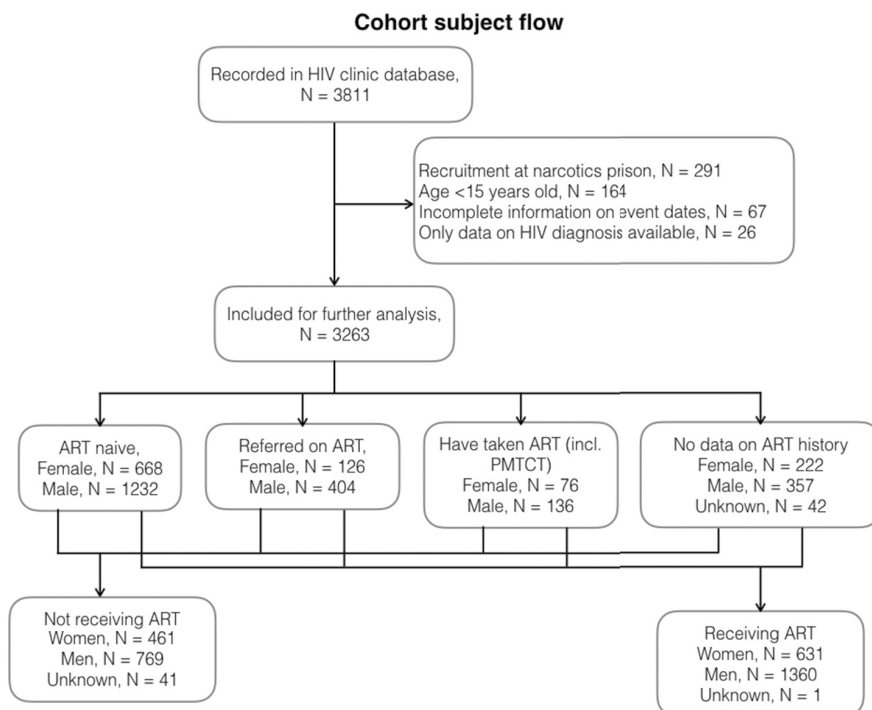 Cohort subject flow
Recorded in HIV clinic database,
N = 3811
Recruitment at narcotics prison, N = 291
Age <15 years old, N = 164
Incomplete information on event dates, N = 67
Only data on HIV diagnosis available, N = 26
Included for further analysis,
N = 3263
ART naive,
Female, N = 668
Male, N = 1232
Referred on ART,
Female, N = 126
Male, N = 404
Have taken ART (incl.
PMTCT)
Female, N = 76
Male, N = 136
No data on ART history
Female, N = 222
Male, N = 357
Unknown, N = 42
Not receiving ART
Women, N = 461
Men, N = 769
Unknown, N = 41
Receiving ART
Women, N = 631
Men, N = 1360
Unknown, N = 1